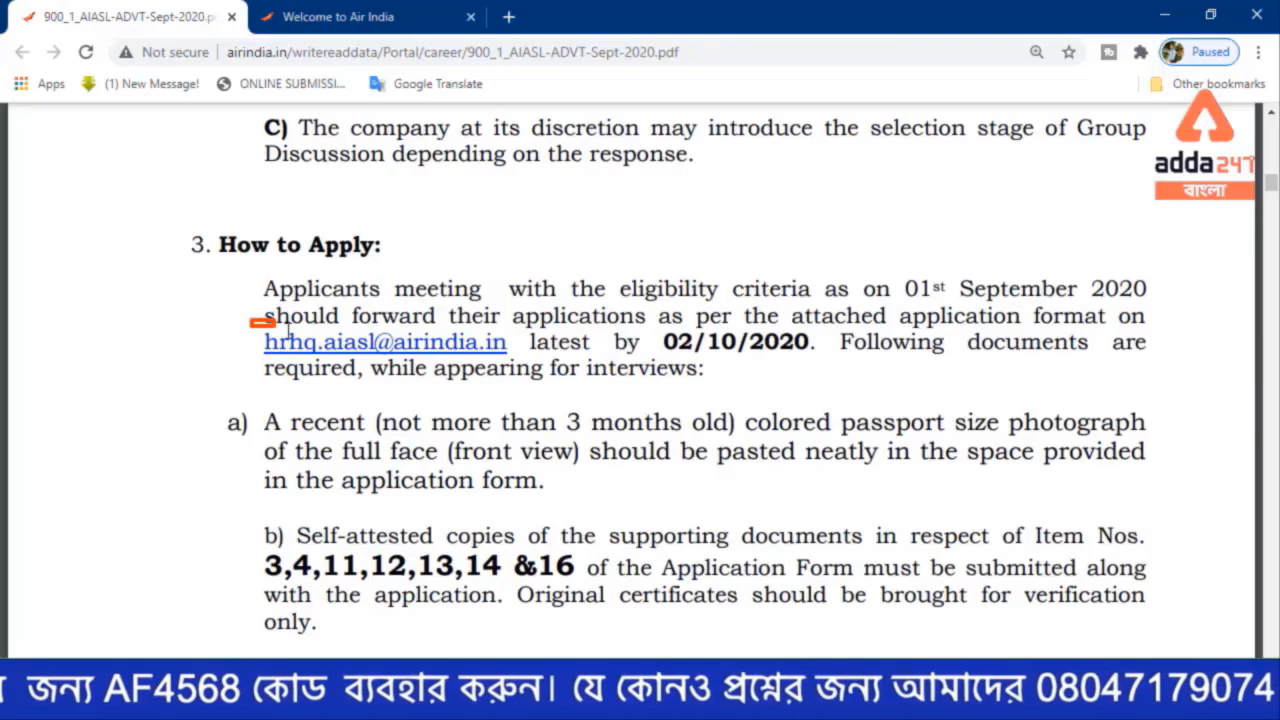 900_1_AIASL-ADVT-Sept-2020.p
Welcome to Air India
Not secure
airindia.in/writereaddata/Portal/career/900_1_AIASL-ADVT-Sept-2020.pdf
Paused
Apps
(1) New Message!
ONLINE SUBMISSI...
Google Translate
Other bookmarks
C) The company at its discretion may introduce the selection stage of Group
Discussion depending on the response.
adda247
বাংলা
3. How to Apply:
Applicants meeting with the eligibility criteria as on 01st September 2020
should forward their applications as per the attached application format on
hrhq.aiasl@airindia.in latest by 02/10/2020. Following documents are
required, while appearing for interviews:
a) A recent (not more than 3 months old) colored passport size photograph
of the full face (front view) should be pasted neatly in the space provided
in the application form.
b) Self-attested copies of the supporting documents in respect of Item Nos.
3,4,11,12,13,14 &16 of the Application Form must be submitted along
with the application. Original certificates should be brought for verification
only.
জন্য AF4568 কোড ব্যবহার করুন। যে কোনও প্রশ্নের জন্য আমাদের 08047179074